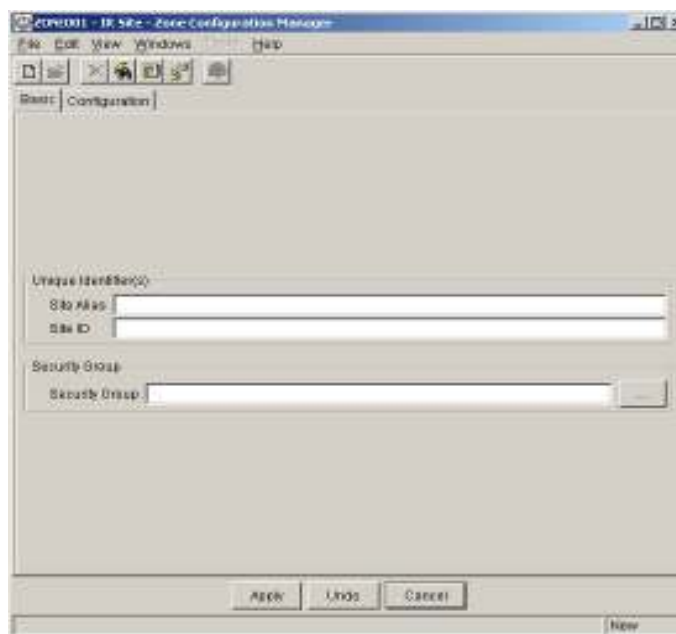 ZONE001 - IR Site - Zone Configuration Manager
File Edit View Windows Help
Basic Configuration
Unique Identifier(s)
Site Alias
Site ID
Security Group
Security Group ...
Apply Undo Cancel
New